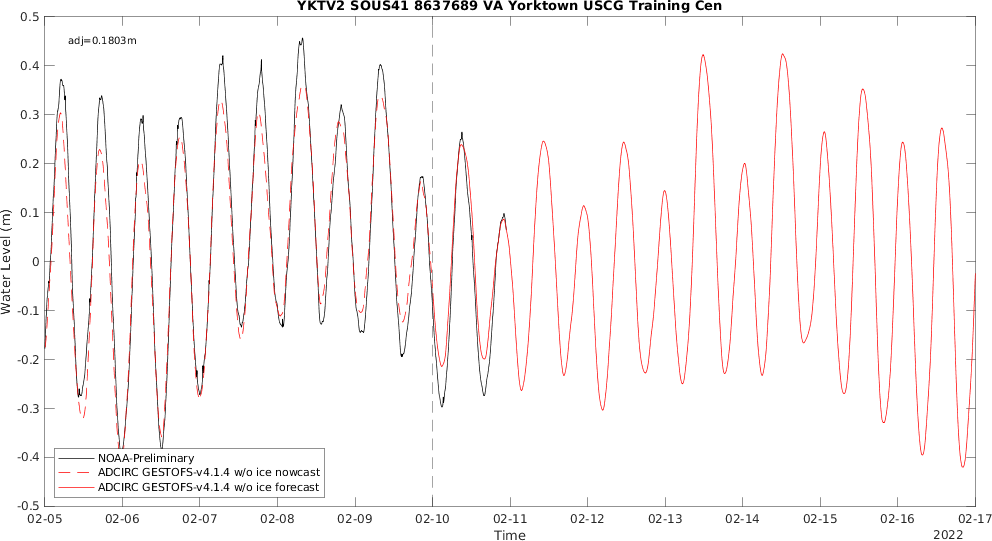 YKTV2 SOUS41 8637689 VA Yorktown USCG Training Cen
adj=0.1803m
0.5
0.4
0.3
0.2
0.1
0
-0.1
-0.2
-0.3
-0.4
-0.5
Water Level (m)
NOAA-Preliminary
ADCIRC GESTOFS-v4.1.4 w/o ice nowcast
ADCIRC GESTOFS-v4.1.4 w/o ice forecast
02-05 02-06 02-07 02-08 02-09 02-10 02-11 02-12 02-13 02-14 02-15 02-16 02-17
Time
2022